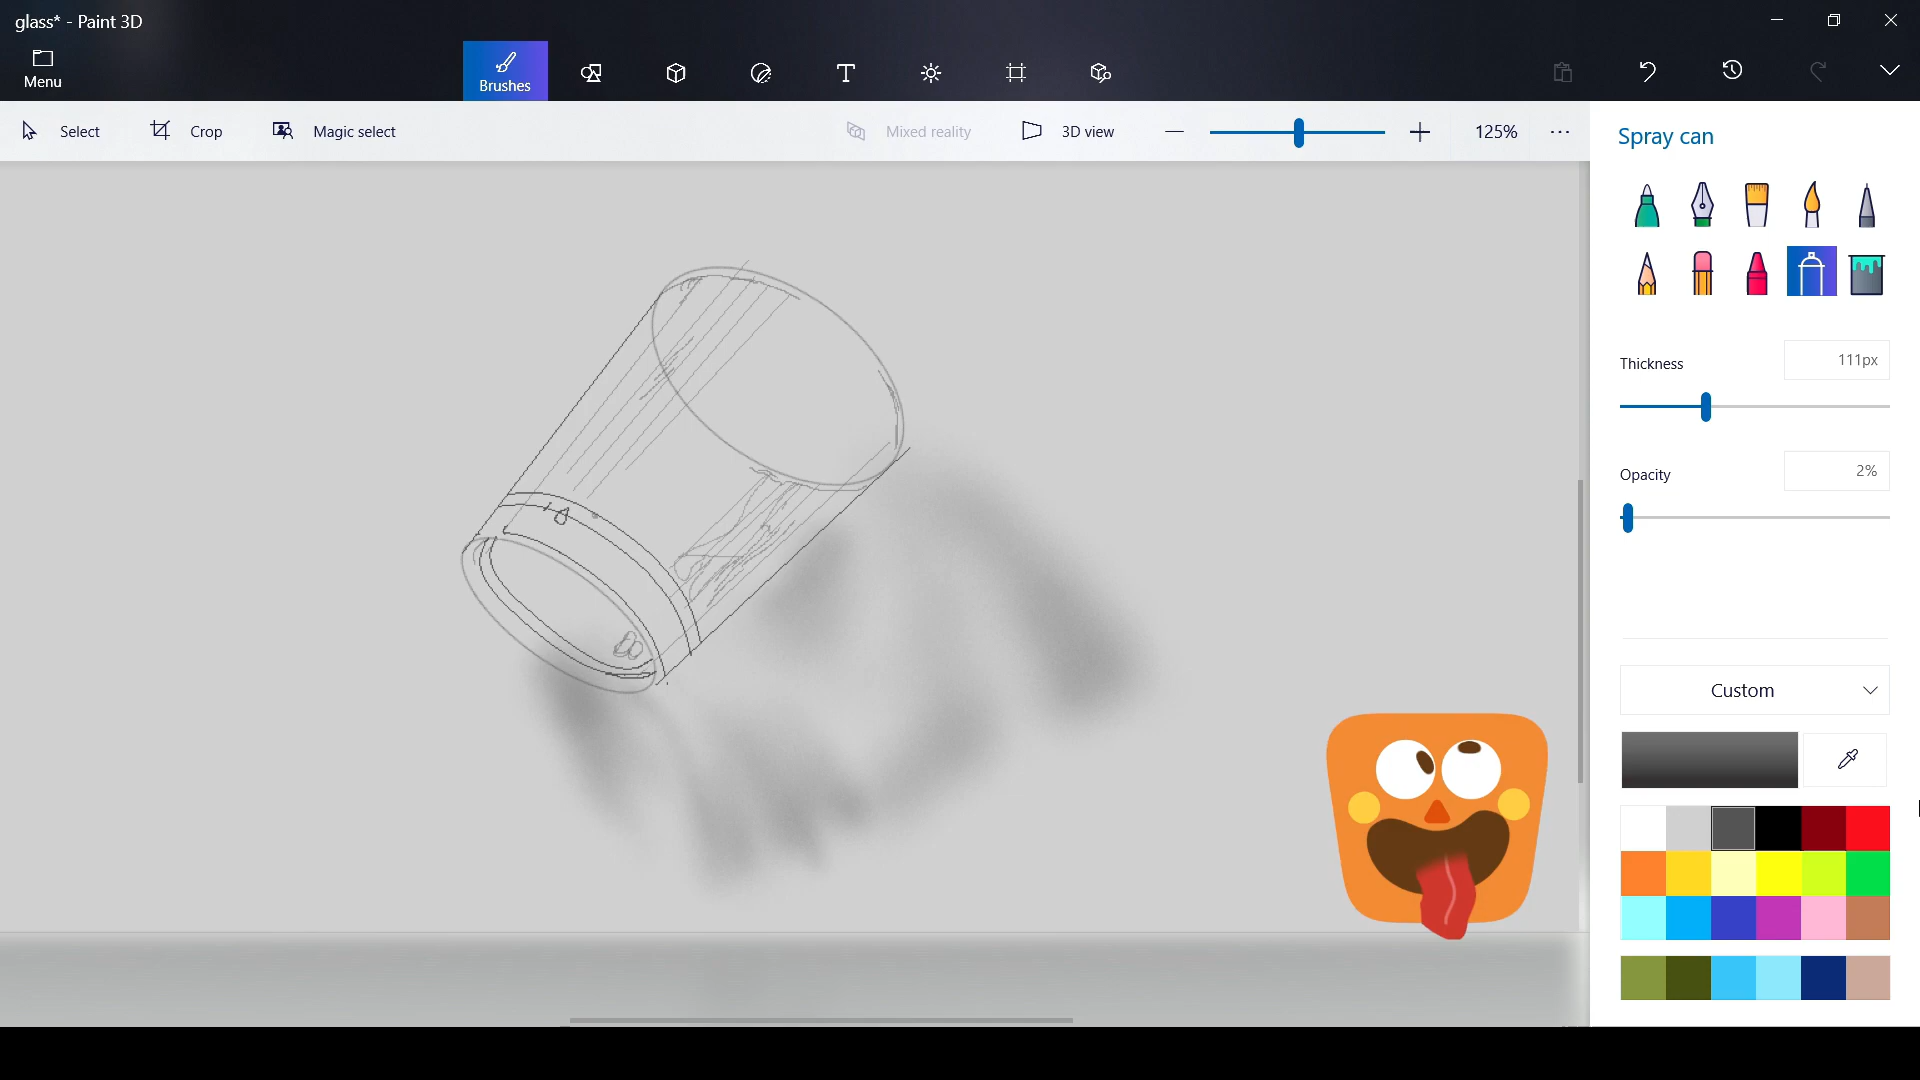 glass* - Paint 3D
Menu
Brushes
Select
Crop
Magic select
Mixed reality
3D view
125%
Spray can
Thickness
111px
Opacity
2%
Custom